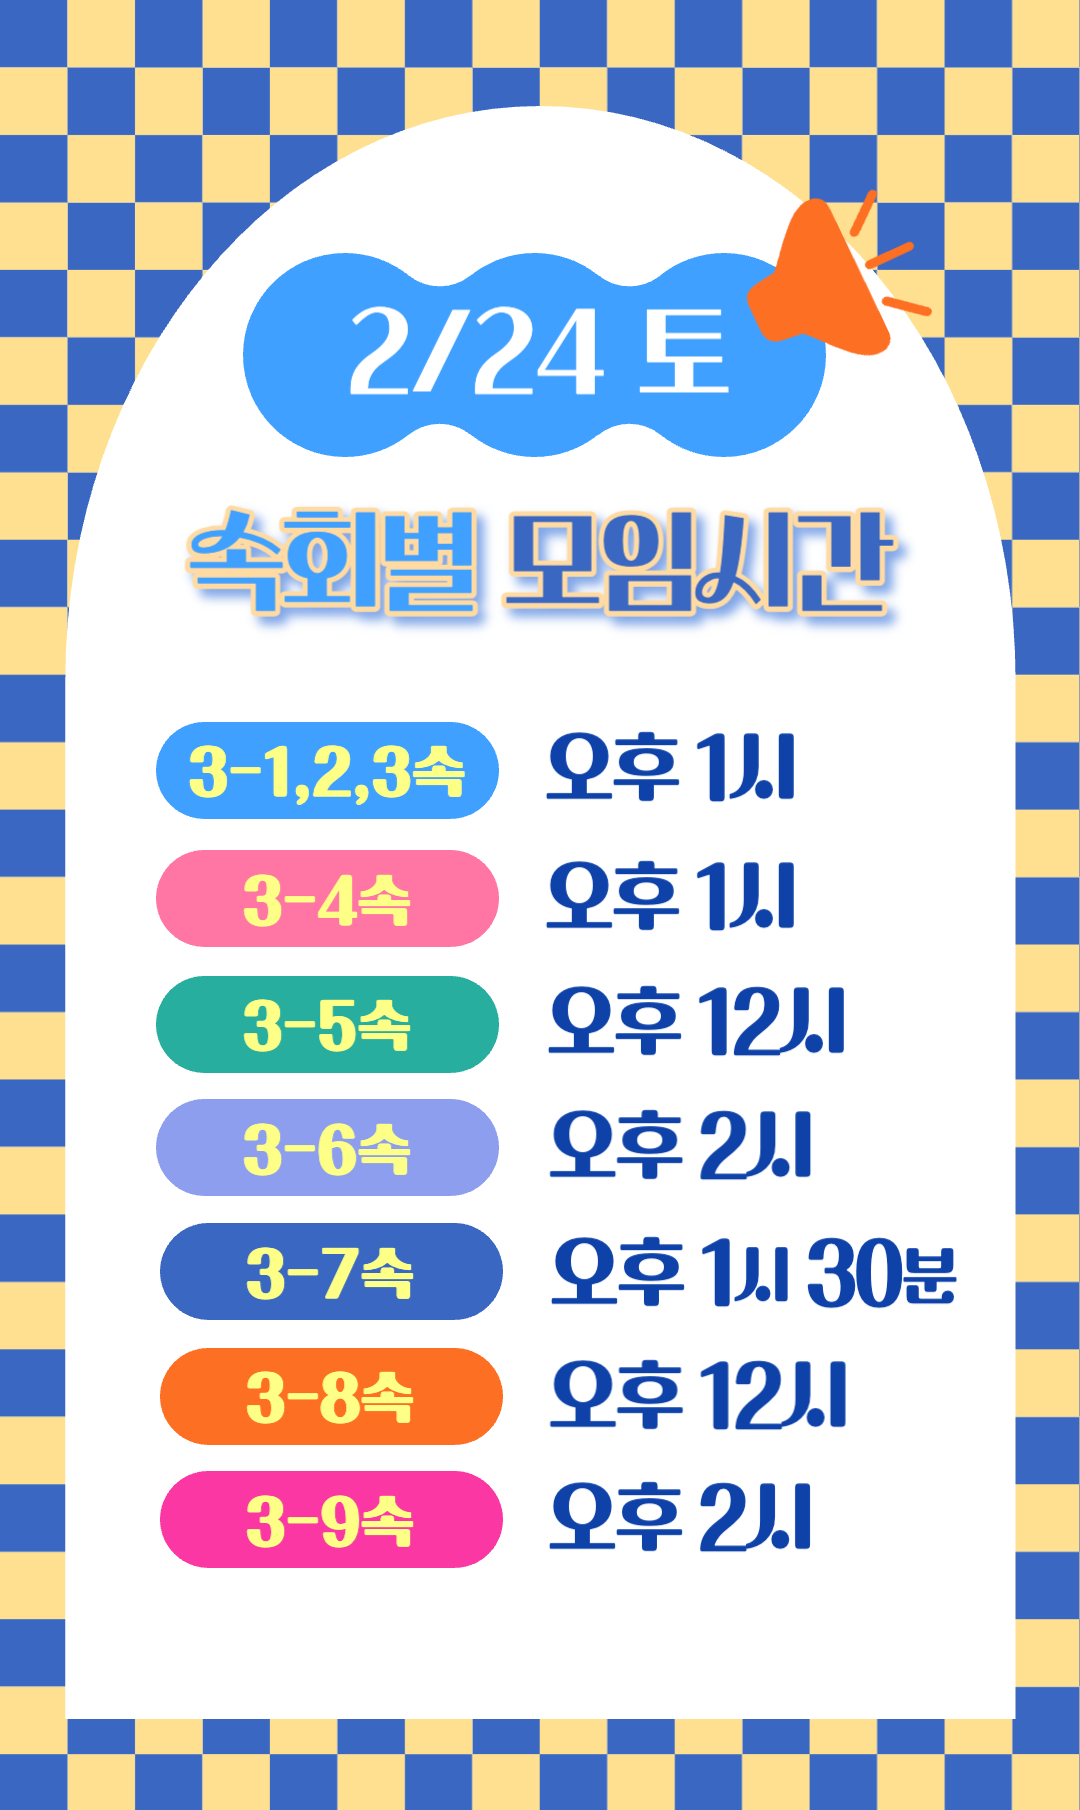 2/24 토
속회별 모임시간
3-1,2,3속 오후 1시
3-4속 오후 1시
3-5속 오후 12시
3-6속 오후 2시
3-7속 오후 1시 30분
3-8속 오후 12시
3-9속 오후 2시